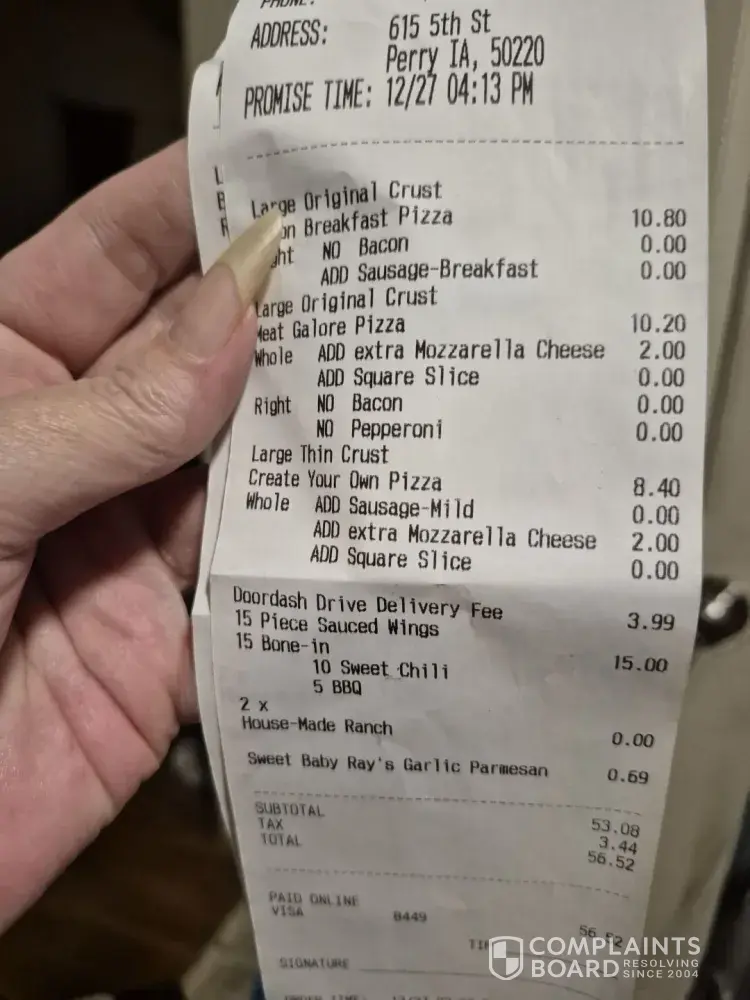 ADDRESS: 615 5th St
Perry IA, 50220
PROMISE TIME: 12/27 04:13 PM
Large Original Crust
Breakfast Pizza 10.80
NO Bacon 0.00
ADD Sausage-Breakfast 0.00
Large Original Crust
Meat Galore Pizza 10.20
Whole ADD extra Mozzarella Cheese 2.00
ADD Square Slice 0.00
Right NO Bacon 0.00
NO Pepperoni 0.00
Large Thin Crust
Create Your Own Pizza 8.40
Whole ADD Sausage-Mild 0.00
ADD extra Mozzarella Cheese 2.00
ADD Square Slice 0.00
Doordash Drive Delivery Fee 3.99
15 Piece Sauced Wings
15 Bone-in 15.00
10 Sweet Chili
5 BBQ
2 x
House-Made Ranch 0.00
Sweet Baby Ray's Garlic Parmesan 0.69
SUBTOTAL 53.08
TAX 3.44
TOTAL 56.52
PAID ONLINE
VISA 8449 56.52
SIGNATURE
COMPLAINTS
BOARD RESOLVING
SINCE 2004